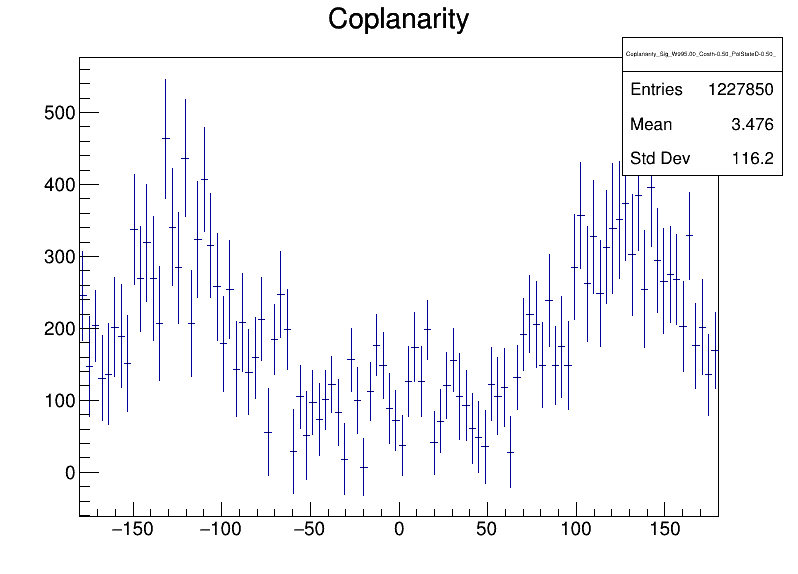 Coplanarity
Coplanarity_Sig_W995.00_Costh-0.50_PolStateD-0.50_
Entries 1227850
Mean 3.476
Std Dev 116.2
500
400
300
200
100
0
−150 −100 −50 0 50 100 150